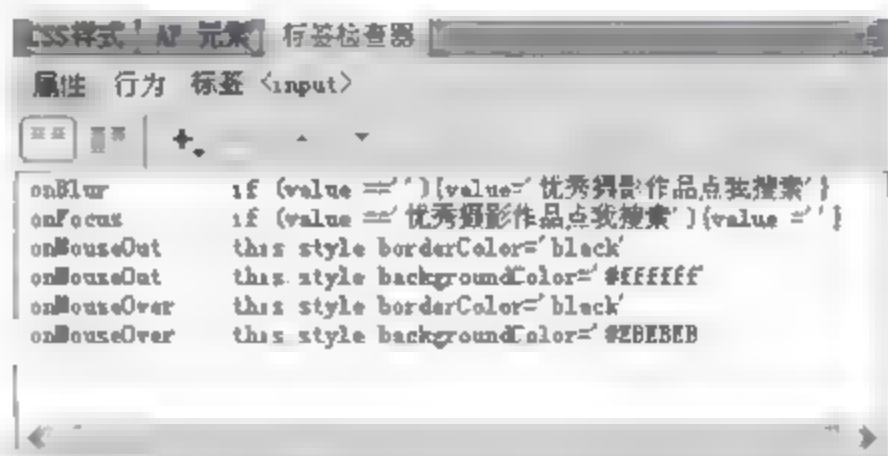 CSS样式 AP 元素 标签检查器
属性 行为 标签 <input>
onBlur if (value ==''){value='优秀摄影作品点我搜素'}
onFocus if (value =='优秀摄影作品点我搜素'){value =''}
onMouseOut this.style borderColor='black'
onMouseOut this.style backgroundColor='#ffffff'
onMouseOver this style borderColor='black'
onMouseOver this style backgroundColor='#EBEBEB